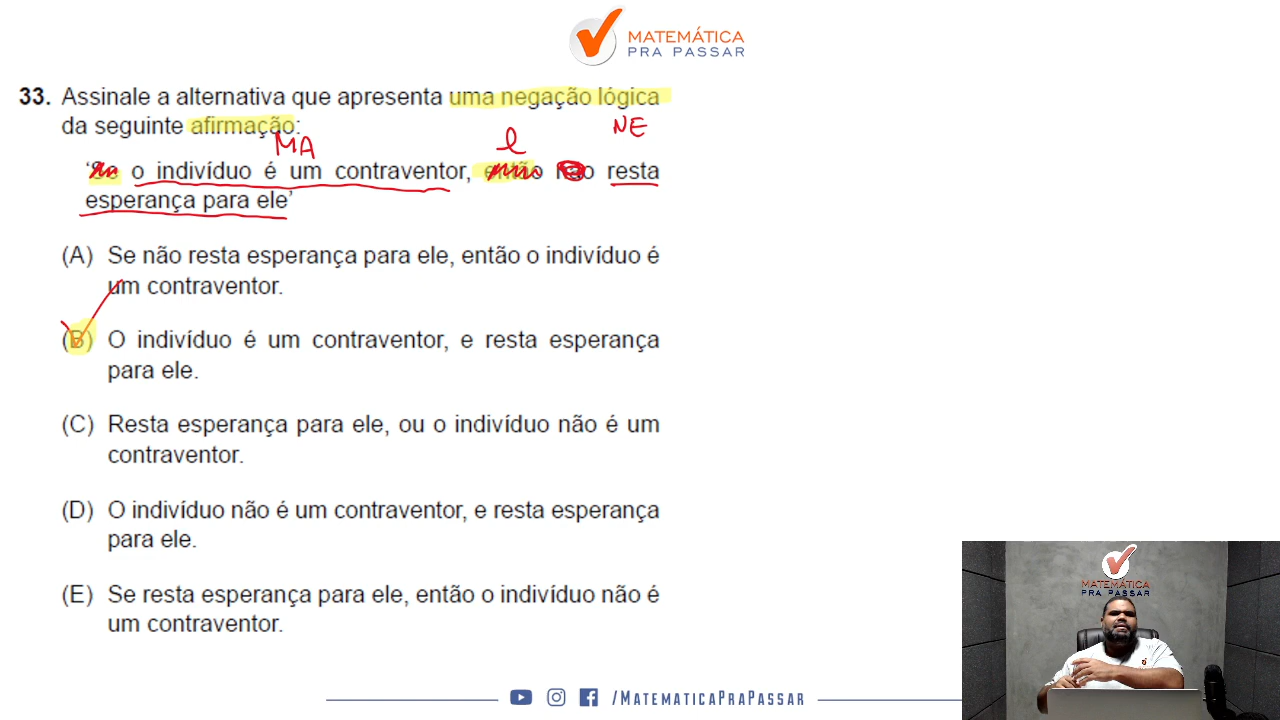 MATEMÁTICA
PRA PASSAR
33. Assinale a alternativa que apresenta uma negação lógica
da seguinte afirmação:
MA
e
NE
‘Se o indivíduo é um contraventor, então não resta
esperança para ele’
(A) Se não resta esperança para ele, então o indivíduo é
um contraventor.
(B) O indivíduo é um contraventor, e resta esperança
para ele.
(C) Resta esperança para ele, ou o indivíduo não é um
contraventor.
(D) O indivíduo não é um contraventor, e resta esperança
para ele.
(E) Se resta esperança para ele, então o indivíduo não é
um contraventor.
MATEMÁTICA
PRA PASSAR
/MATEMATICAPRAPASSAR